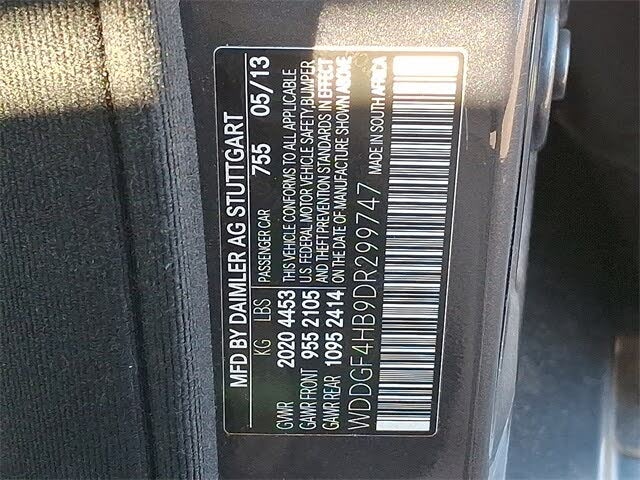 MFD BY DAIMLER AG STUTTGART
KG LBS PASSENGER CAR 755 05/13
GVWR 2020 4453 THIS VEHICLE CONFORMS TO ALL APPLICABLE
GAWR FRONT 955 2105 U.S. FEDERAL MOTOR VEHICLE SAFETY, BUMPER,
GAWR REAR 1095 2414 AND THEFT PREVENTION STANDARDS IN EFFECT
ON THE DATE OF MANUFACTURE SHOWN ABOVE.
WDDGF4HB9DR299747 MADE IN SOUTH AFRICA